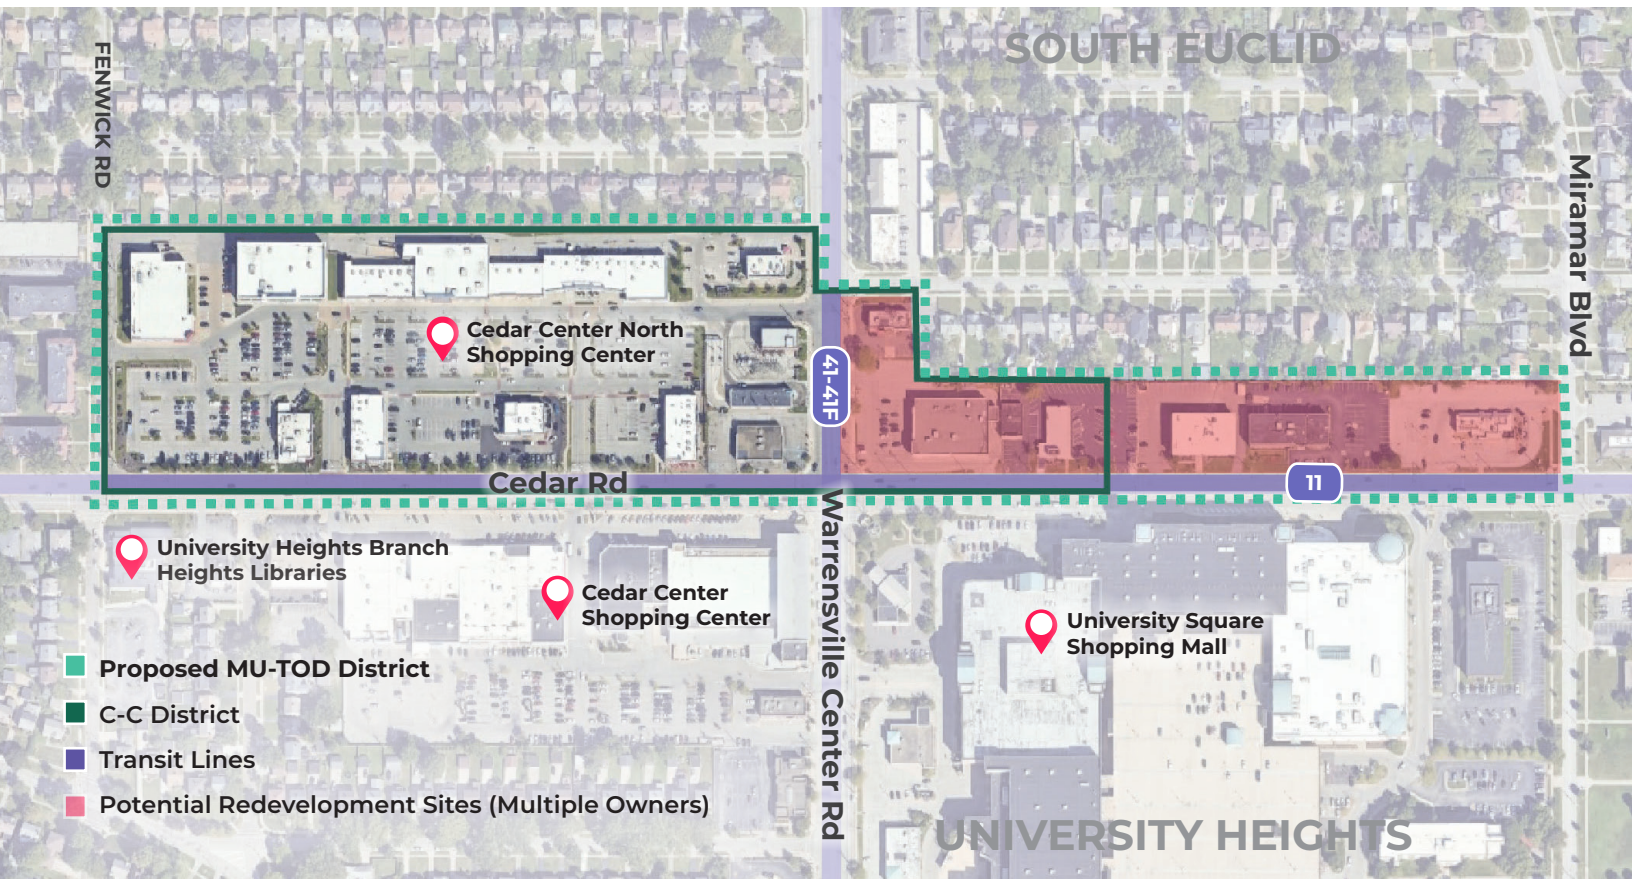 SOUTH EUCLID
FENWICK RD
Miramar Blvd
Cedar Center North
Shopping Center
41-41F
Cedar Rd
11
Warrensville Center Rd
University Heights Branch
Heights Libraries
Cedar Center
Shopping Center
University Square
Shopping Mall
Proposed MU-TOD District
C-C District
Transit Lines
Potential Redevelopment Sites (Multiple Owners)
UNIVERSITY HEIGHTS